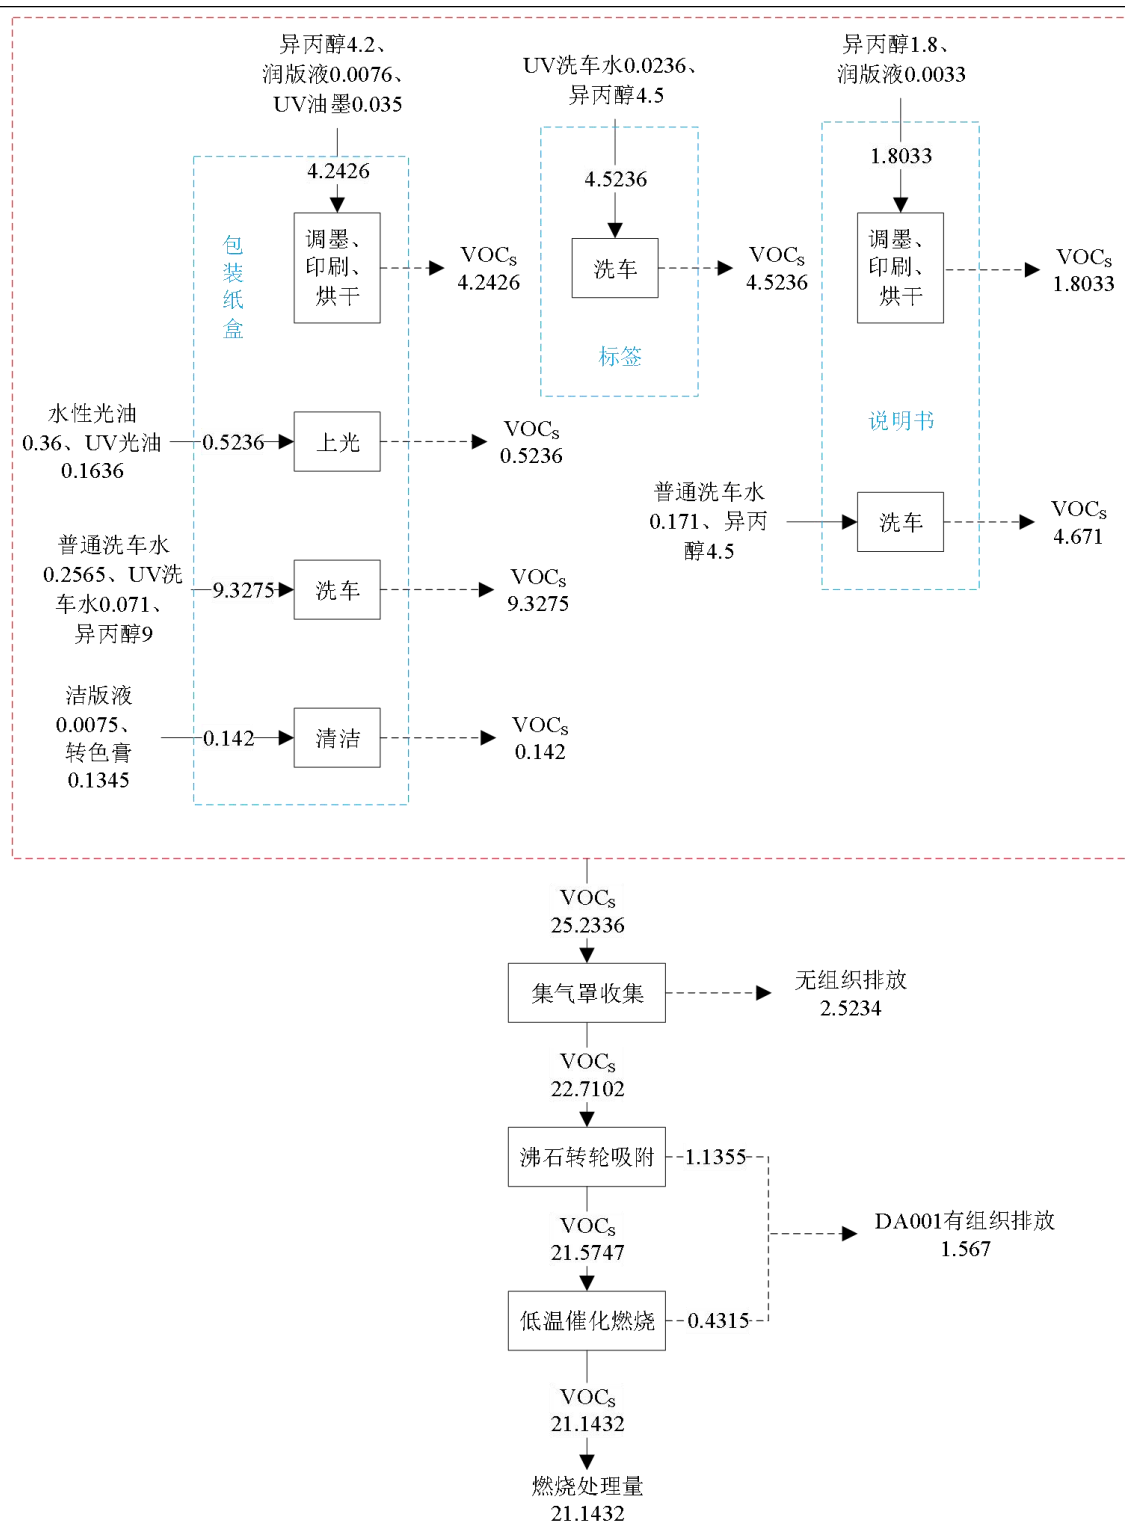 异丙醇4.2、
润版液0.0076、
UV油墨0.035
4.2426
调墨、
印刷、
烘干
VOCs
4.2426
包
装
纸
盒
水性光油
0.36、UV光油
0.1636
0.5236
上光
VOCs
0.5236
普通洗车水
0.2565、UV洗
车水0.071、
异丙醇9
9.3275
洗车
VOCs
9.3275
洁版液
0.0075、
转色膏
0.1345
0.142
清洁
VOCs
0.142
UV洗车水0.0236、
异丙醇4.5
4.5236
洗车
VOCs
4.5236
标签
异丙醇1.8、
润版液0.0033
1.8033
调墨、
印刷、
烘干
VOCs
1.8033
说明书
普通洗车水
0.171、异丙
醇4.5
洗车
VOCs
4.671
VOCs
25.2336
集气罩收集
无组织排放
2.5234
VOCs
22.7102
沸石转轮吸附
1.1355
VOCs
21.5747
DA001有组织排放
1.567
低温催化燃烧
0.4315
VOCs
21.1432
燃烧处理量
21.1432